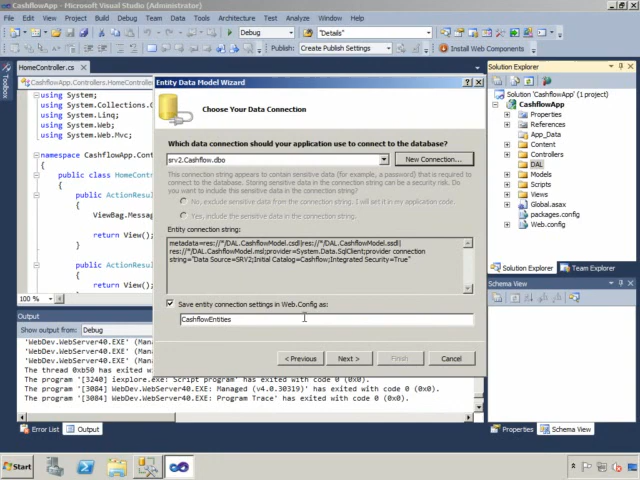 CashflowApp - Microsoft Visual Studio (Administrator)
File Edit View Project Build Debug Team Data Tools Architecture Test Analyze Window Help
Debug "Details"
Publish: Create Publish Settings Install Web Components
Toolbox
HomeController.cs
CashflowApp.Controllers.HomeController
using System;
using System.Collections.
using System.Linq;
using System.Web;
using System.Web.Mvc;
namespace CashflowApp.Con
{
public class HomeCont
{
public ActionResul
{
ViewBag.Messag
return View();
}
public ActionResul
{
return View();
}
100 %
Entity Data Model Wizard
Choose Your Data Connection
Which data connection should your application use to connect to the database?
srv2.Cashflow.dbo New Connection...
This connection string appears to contain sensitive data (for example, a password) that is required to
connect to the database. Storing sensitive data in the connection string can be a security risk. Do
you want to include this sensitive data in the connection string?
No, exclude sensitive data from the connection string. I will set it in my application code.
Yes, include the sensitive data in the connection string.
Entity connection string:
metadata=res://*/DAL.CashflowModel.csdl|res://*/DAL.CashflowModel.ssdl|
res://*/DAL.CashflowModel.msl;provider=System.Data.SqlClient;provider connection
string="Data Source=SRV2;Initial Catalog=Cashflow;Integrated Security=True"
Save entity connection settings in Web.Config as:
CashflowEntities
< Previous Next > Finish Cancel
Solution Explorer
Solution 'CashflowApp' (1 project)
CashflowApp
Properties
References
App_Data
Content
Controllers
DAL
Models
Scripts
Views
Global.asax
packages.config
Web.config
Solution Explorer Team Explorer
Schema View
Properties Schema View
Output
Show output from: Debug
'WebDev.WebServer40.EXE' (Man
'WebDev.WebServer40.EXE' (Man
The thread 0xb50 has exited with
The program '[3240] iexplore.exe: Script program' has exited with code 0 (0x0).
The program '[3084] WebDev.WebServer40.EXE: Managed (v4.0.30319)' has exited with code 0 (0x0).
The program '[3084] WebDev.WebServer40.EXE: Program Trace' has exited with code 0 (0x0).
Error List Output
Start